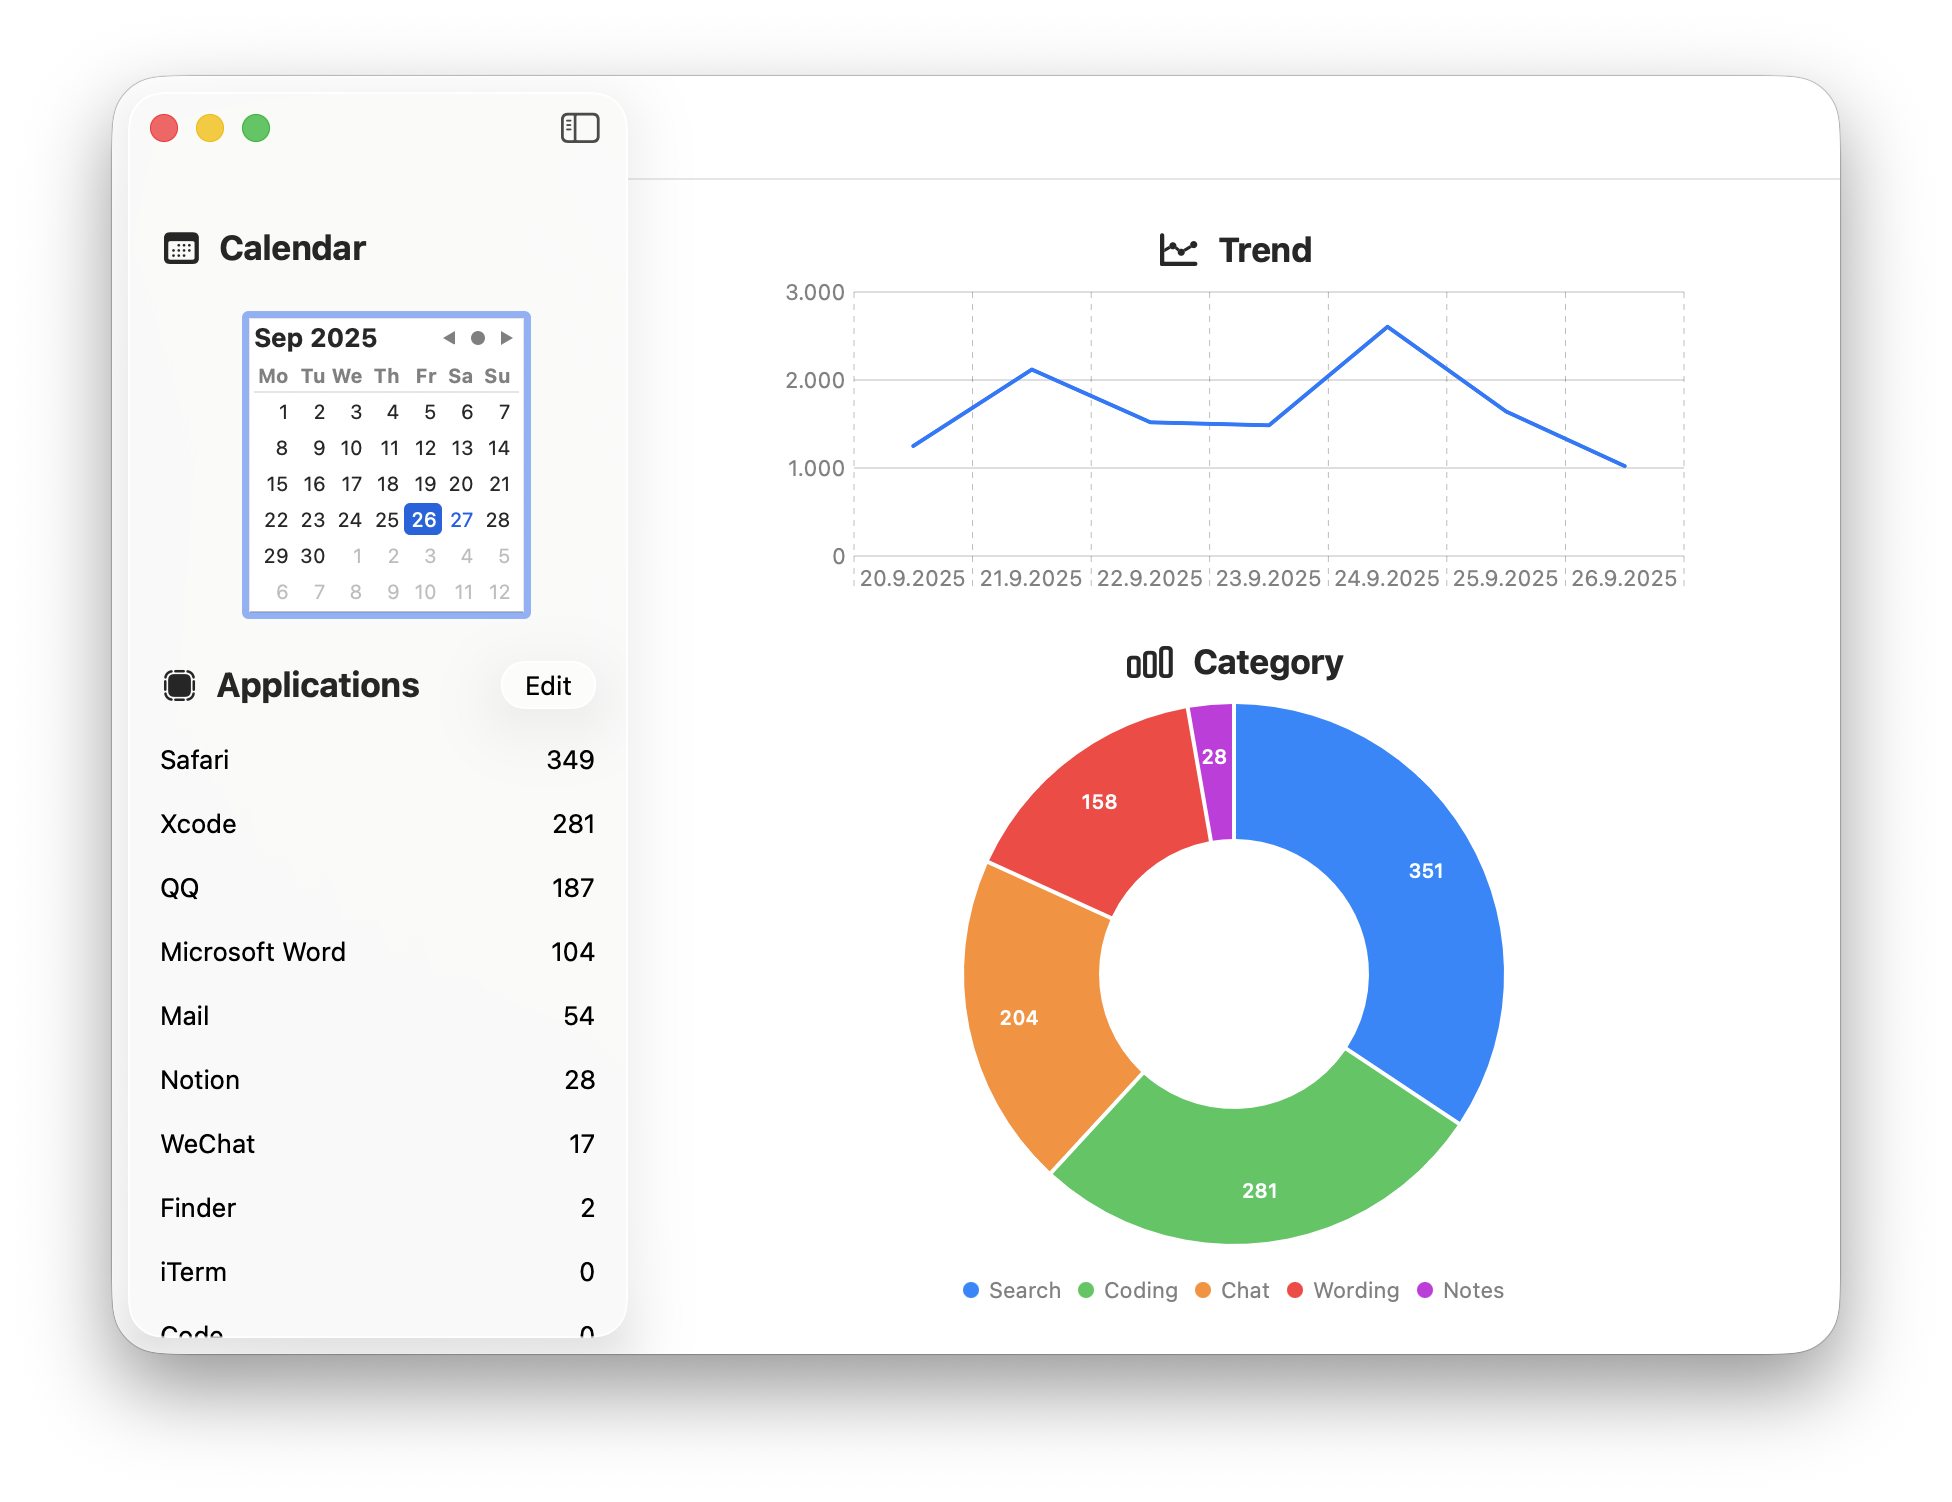 Calendar
Sep 2025
Mo Tu We Th Fr Sa Su
1 2 3 4 5 6 7
8 9 10 11 12 13 14
15 16 17 18 19 20 21
22 23 24 25 26 27 28
29 30 1 2 3 4 5
6 7 8 9 10 11 12
Applications Edit
Safari 349
Xcode 281
QQ 187
Microsoft Word 104
Mail 54
Notion 28
WeChat 17
Finder 2
iTerm 0
Code 0
Trend
3.000
2.000
1.000
0
20.9.2025 21.9.2025 22.9.2025 23.9.2025 24.9.2025 25.9.2025 26.9.2025
Category
28
158
351
204
281
Search Coding Chat Wording Notes